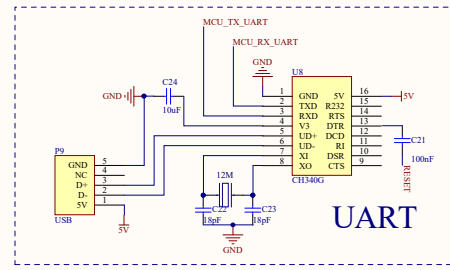 MCU_TX_UART
MCU_RX_UART
GND
U8
C24
GND
10uF
1 GND 5V 16 5V
2 TXD R232 15
3 RXD RTS 14
4 V3 DTR 13
5 UD+ DCD 12
6 UD- RI 11
7 XI DSR 10
8 XO CTS 9
CH340G
C21
100nF
RESET
P9
GND 5
NC 4
D+ 3
D- 2
5V 1
USB
5V
12M
C22
18pF
C23
18pF
GND
UART